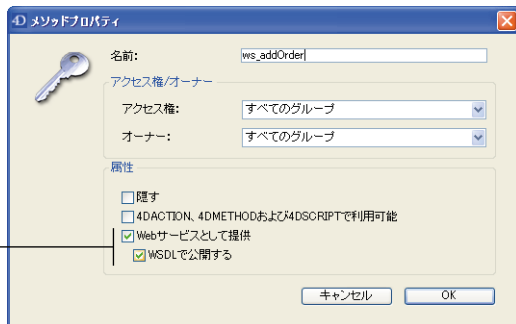 4D メソッドプロパティ
名前: ws_addOrder
アクセス権/オーナー
アクセス権: すべてのグループ
オーナー: すべてのグループ
属性
隠す
4DACTION、4DMETHODおよび4DSCRIPTで利用可能
Webサービスとして提供
WSDLで公開する
キャンセル OK